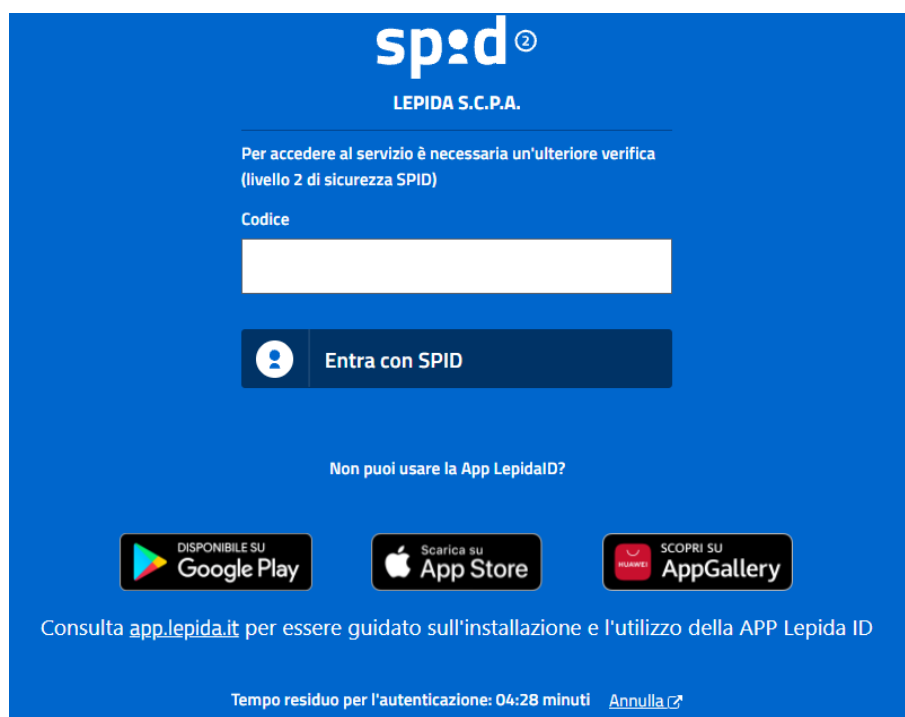 spid 2
LEPIDA S.C.P.A.
Per accedere al servizio è necessaria un'ulteriore verifica
(livello 2 di sicurezza SPID)
Codice
Entra con SPID
Non puoi usare la App LepidaID?
DISPONIBILE SU
Google Play
Scarica su
App Store
HUAWEI
SCOPRI SU
AppGallery
Consulta app.lepida.it per essere guidato sull'installazione e l'utilizzo della APP Lepida ID
Tempo residuo per l'autenticazione: 04:28 minuti Annulla